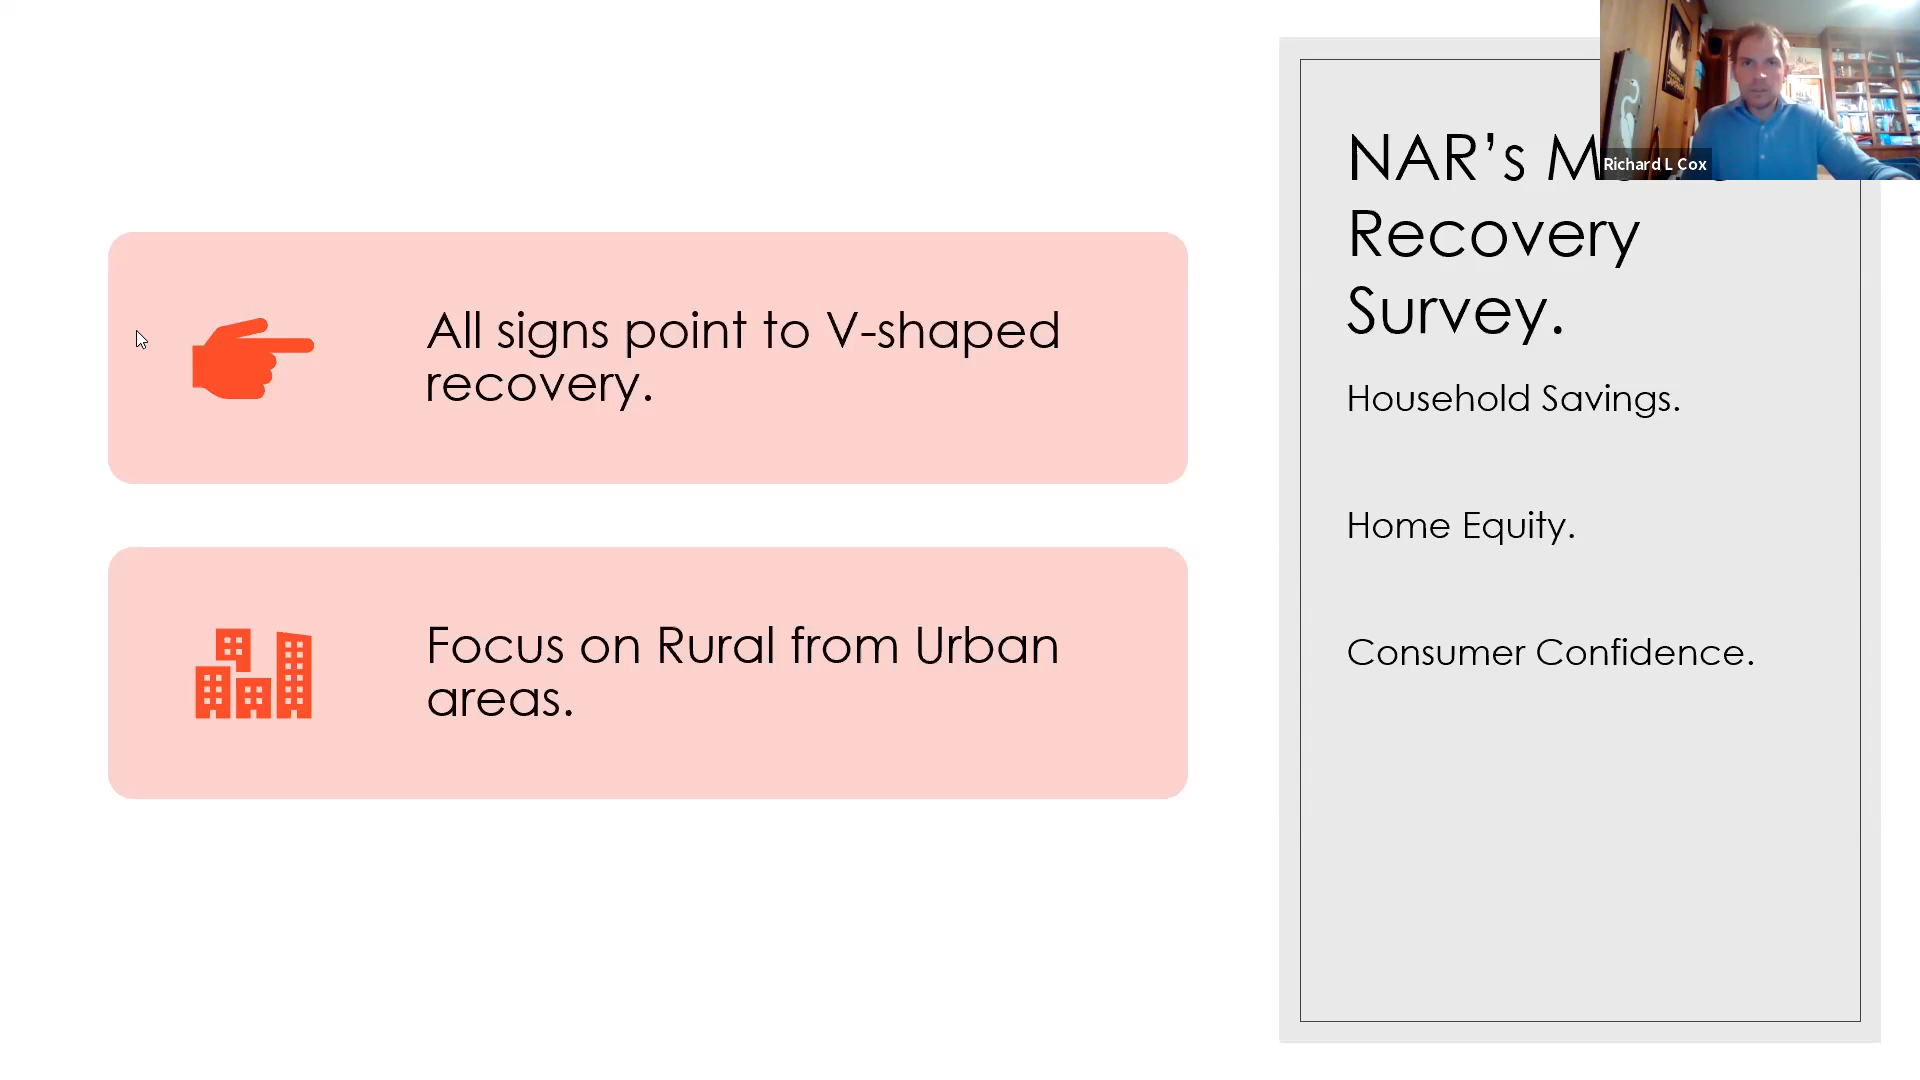 All signs point to V-shaped
recovery.
Focus on Rural from Urban
areas.
NAR's
Recovery
Survey.
Household Savings.
Home Equity.
Consumer Confidence.
Richard L Cox